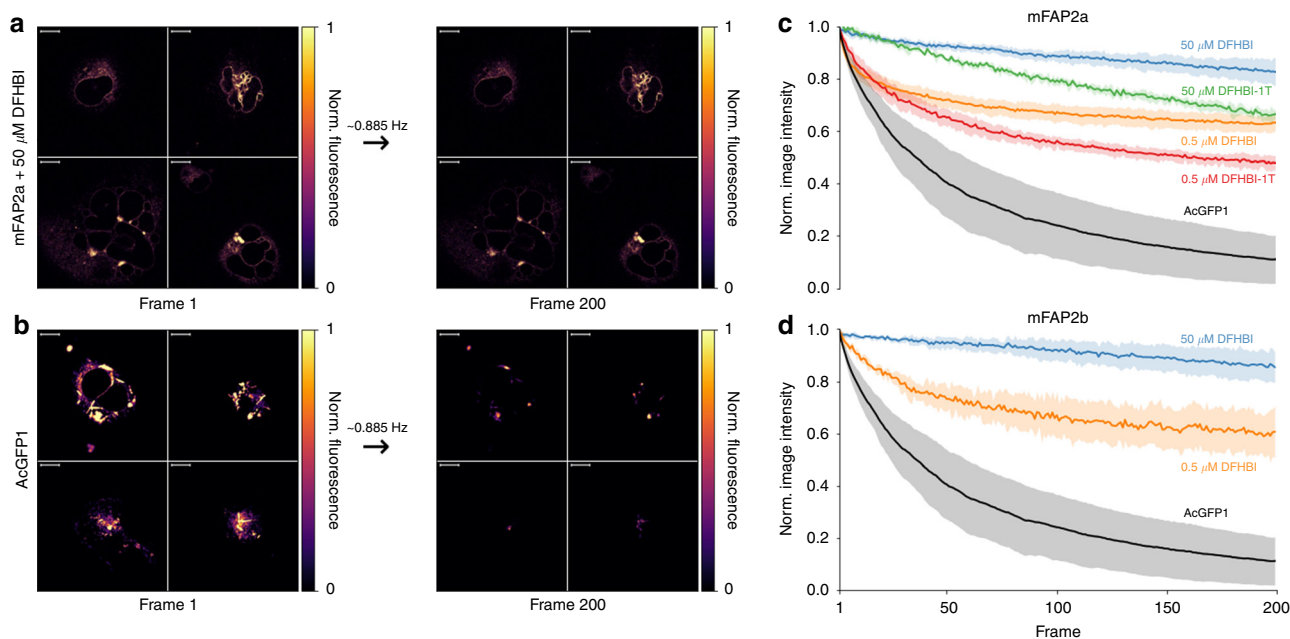 a
mFAP2a + 50 μM DFHBI
1
Norm. fluorescence
0
~0.885 Hz
→
1
Norm. fluorescence
0
Frame 1
Frame 200
b
AcGFP1
1
Norm. fluorescence
0
~0.885 Hz
→
1
Norm. fluorescence
0
Frame 1
Frame 200
c
mFAP2a
Norm. image intensity
1.0
0.8
0.6
0.4
0.2
0.0
50 μM DFHBI
50 μM DFHBI-1T
0.5 μM DFHBI
0.5 μM DFHBI-1T
AcGFP1
d
mFAP2b
Norm. image intensity
1.0
0.8
0.6
0.4
0.2
0.0
50 μM DFHBI
0.5 μM DFHBI
AcGFP1
1
50
100
150
200
Frame